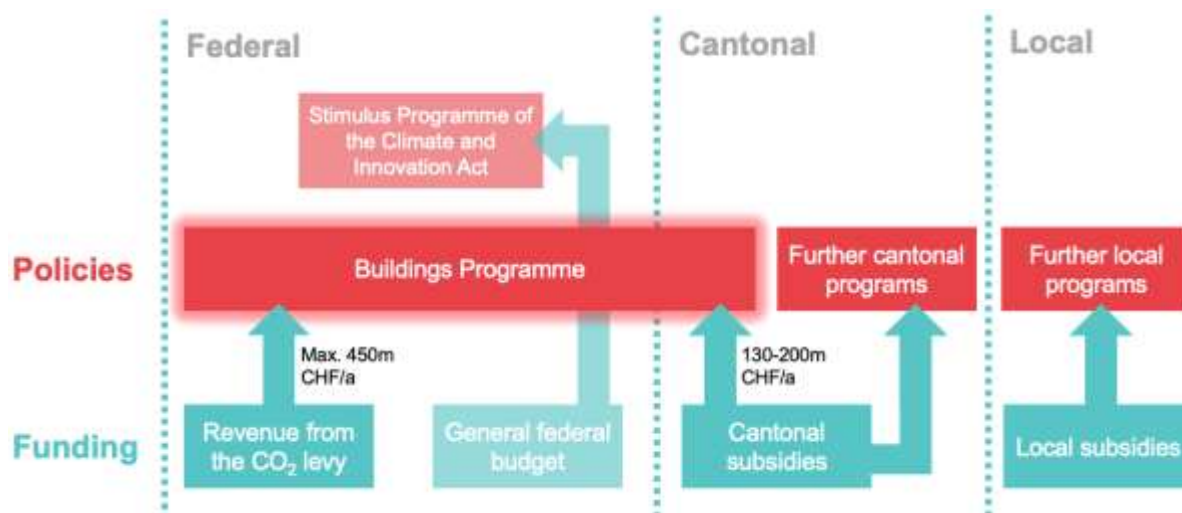 Federal
Cantonal
Local
Stimulus Programme of
the Climate and
Innovation Act
Policies
Buildings Programme
Further cantonal
programs
Further local
programs
Max. 450m
CHF/a
130-200m
CHF/a
Funding
Revenue from
the CO₂ levy
General federal
budget
Cantonal
subsidies
Local subsidies